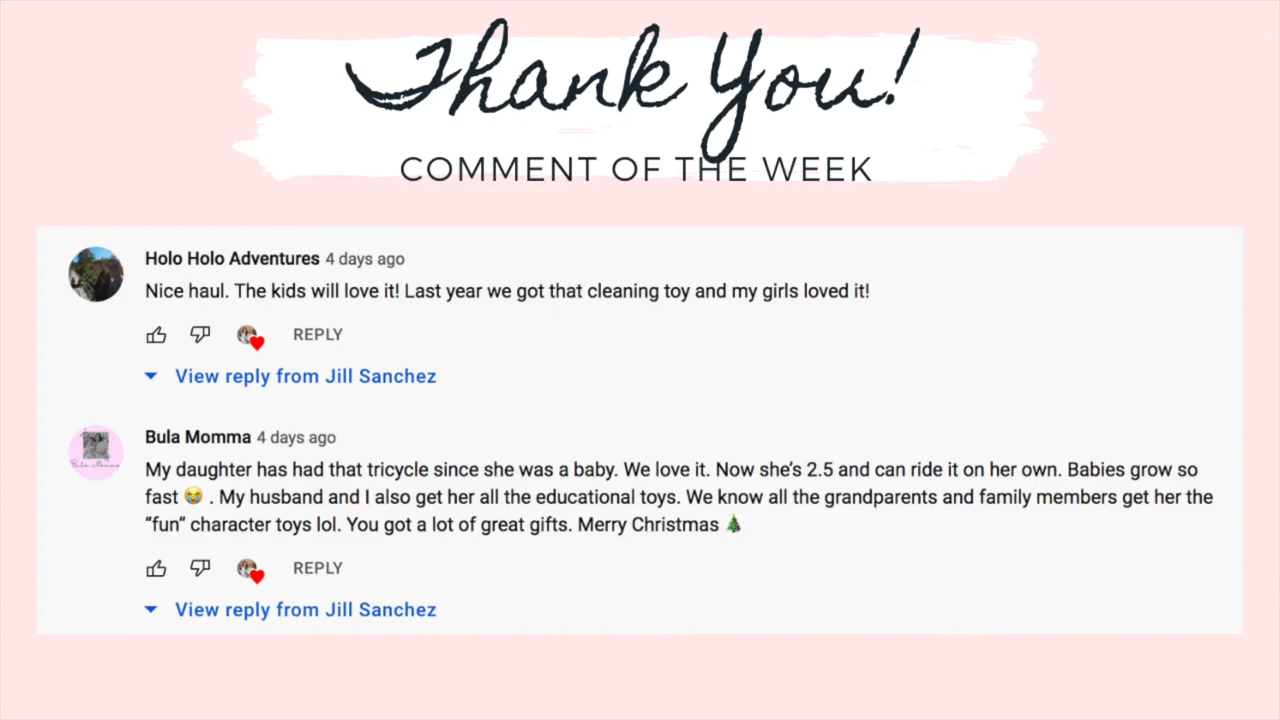 Thank You!
COMMENT OF THE WEEK
Holo Holo Adventures 4 days ago
Nice haul. The kids will love it! Last year we got that cleaning toy and my girls loved it!
REPLY
View reply from Jill Sanchez
Bula Momma 4 days ago
My daughter has had that tricycle since she was a baby. We love it. Now she’s 2.5 and can ride it on her own. Babies grow so
fast 😭 . My husband and I also get her all the educational toys. We know all the grandparents and family members get her the
“fun” character toys lol. You got a lot of great gifts. Merry Christmas 🎄
REPLY
View reply from Jill Sanchez